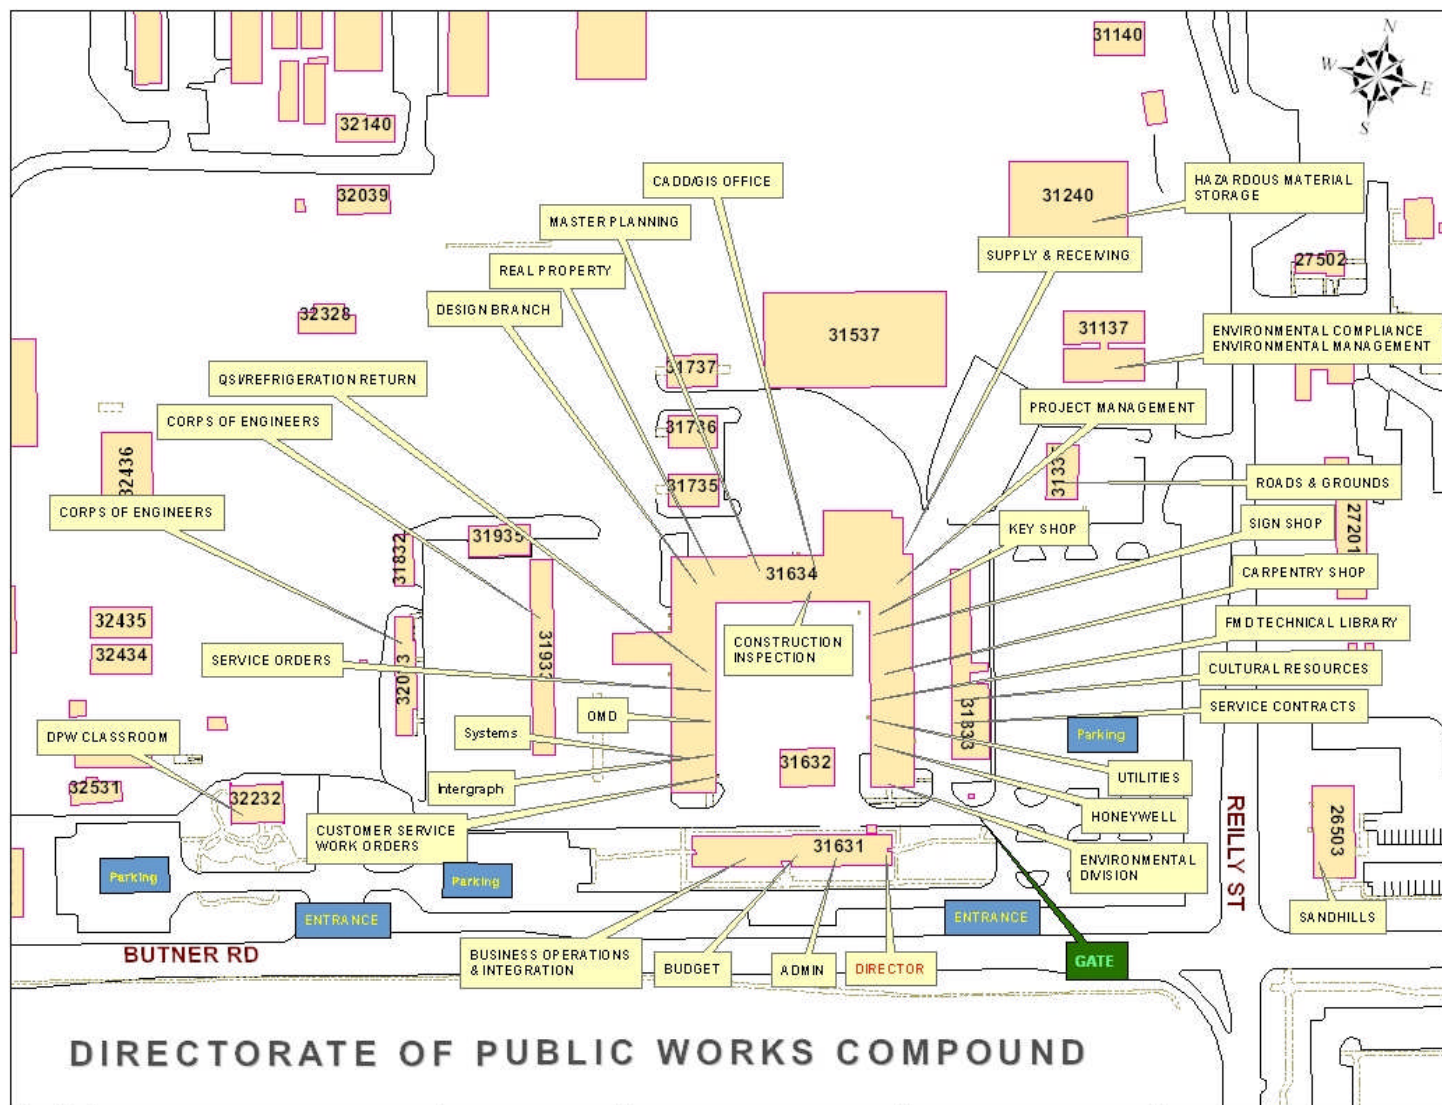 31140
N
W
E
S
32140
CADD/GIS OFFICE
HAZARDOUS MATERIAL
STORAGE
32039
31240
MASTER PLANNING
SUPPLY & RECEIVING
REAL PROPERTY
27502
DESIGN BRANCH
32328
31537
31137
ENVIRONMENTAL COMPLIANCE
ENVIRONMENTAL MANAGEMENT
31737
QSI/REFRIGERATION RETURN
PROJECT MANAGEMENT
CORPS OF ENGINEERS
31736
32436
ROADS & GROUNDS
31735
CORPS OF ENGINEERS
SIGN SHOP
KEY SHOP
27201
31935
31832
31634
CARPENTRY SHOP
32435
FMD TECHNICAL LIBRARY
CONSTRUCTION
INSPECTION
32434
SERVICE ORDERS
CULTURAL RESOURCES
SERVICE CONTRACTS
OMD
31833
Systems
Parking
DPW CLASSROOM
31632
UTILITIES
Intergraph
32531
32232
HONEYWELL
REILLY ST
26503
CUSTOMER SERVICE
WORK ORDERS
31631
ENVIRONMENTAL
DIVISION
Parking
Parking
ENTRANCE
ENTRANCE
SANDHILLS
BUTNER RD
BUSINESS OPERATIONS
& INTEGRATION
BUDGET
ADMIN
DIRECTOR
GATE
DIRECTORATE OF PUBLIC WORKS COMPOUND